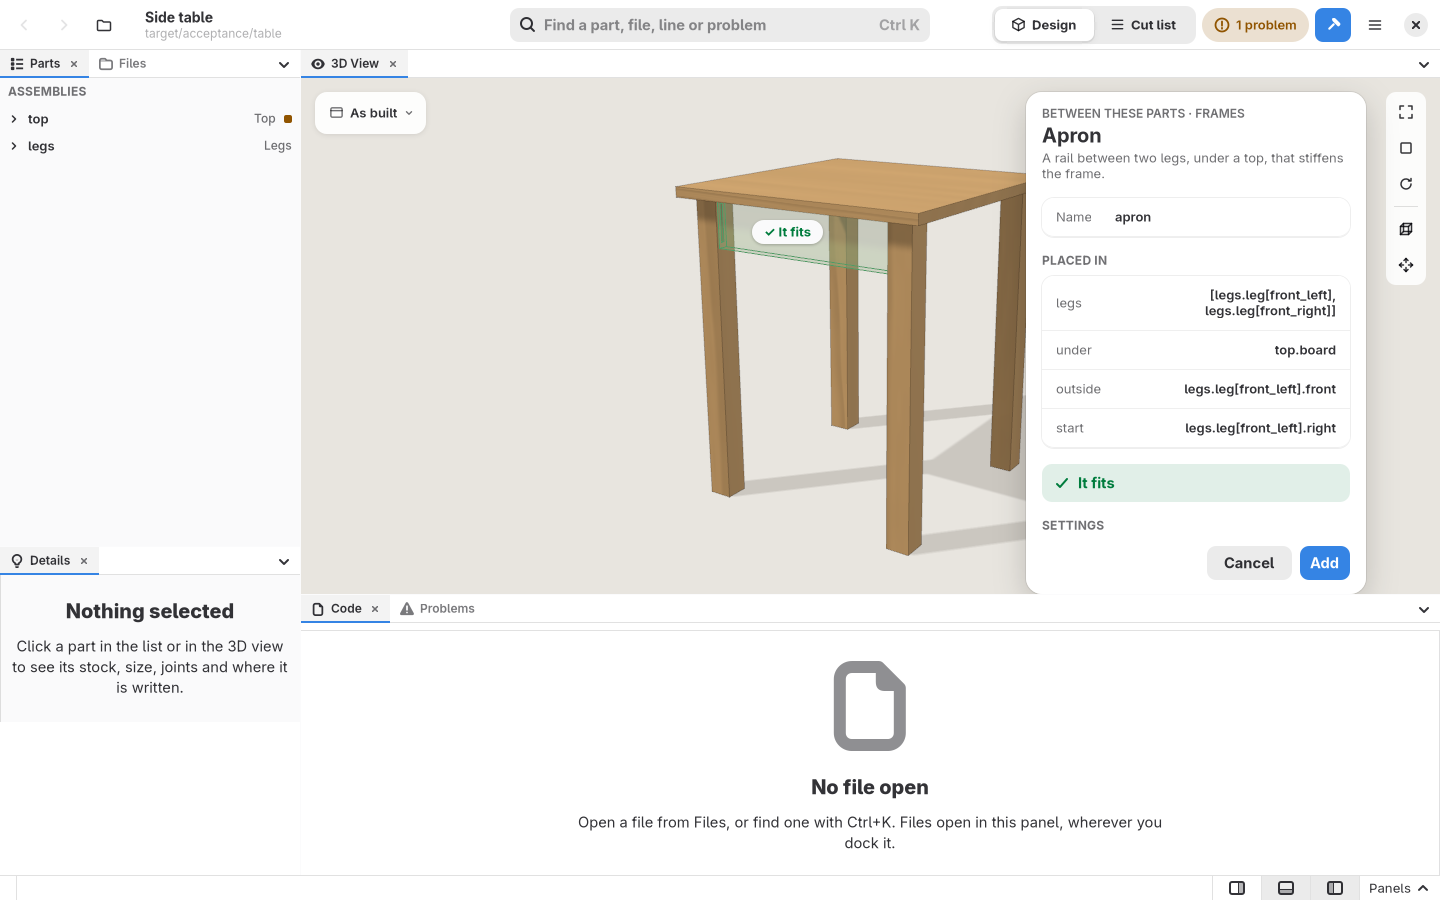 Side table
target/acceptance/table
Find a part, file, line or problem
Ctrl K
Design
Cut list
1 problem
Parts
Files
ASSEMBLIES
top
Top
legs
Legs
3D View
As built
It fits
BETWEEN THESE PARTS · FRAMES
Apron
A rail between two legs, under a top, that stiffens
the frame.
Name
apron
PLACED IN
legs
[legs.leg[front_left],
legs.leg[front_right]]
under
top.board
outside
legs.leg[front_left].front
start
legs.leg[front_left].right
It fits
SETTINGS
Cancel
Add
Details
Nothing selected
Click a part in the list or in the 3D view
to see its stock, size, joints and where it
is written.
Code
Problems
No file open
Open a file from Files, or find one with Ctrl+K. Files open in this panel, wherever you
dock it.
Panels